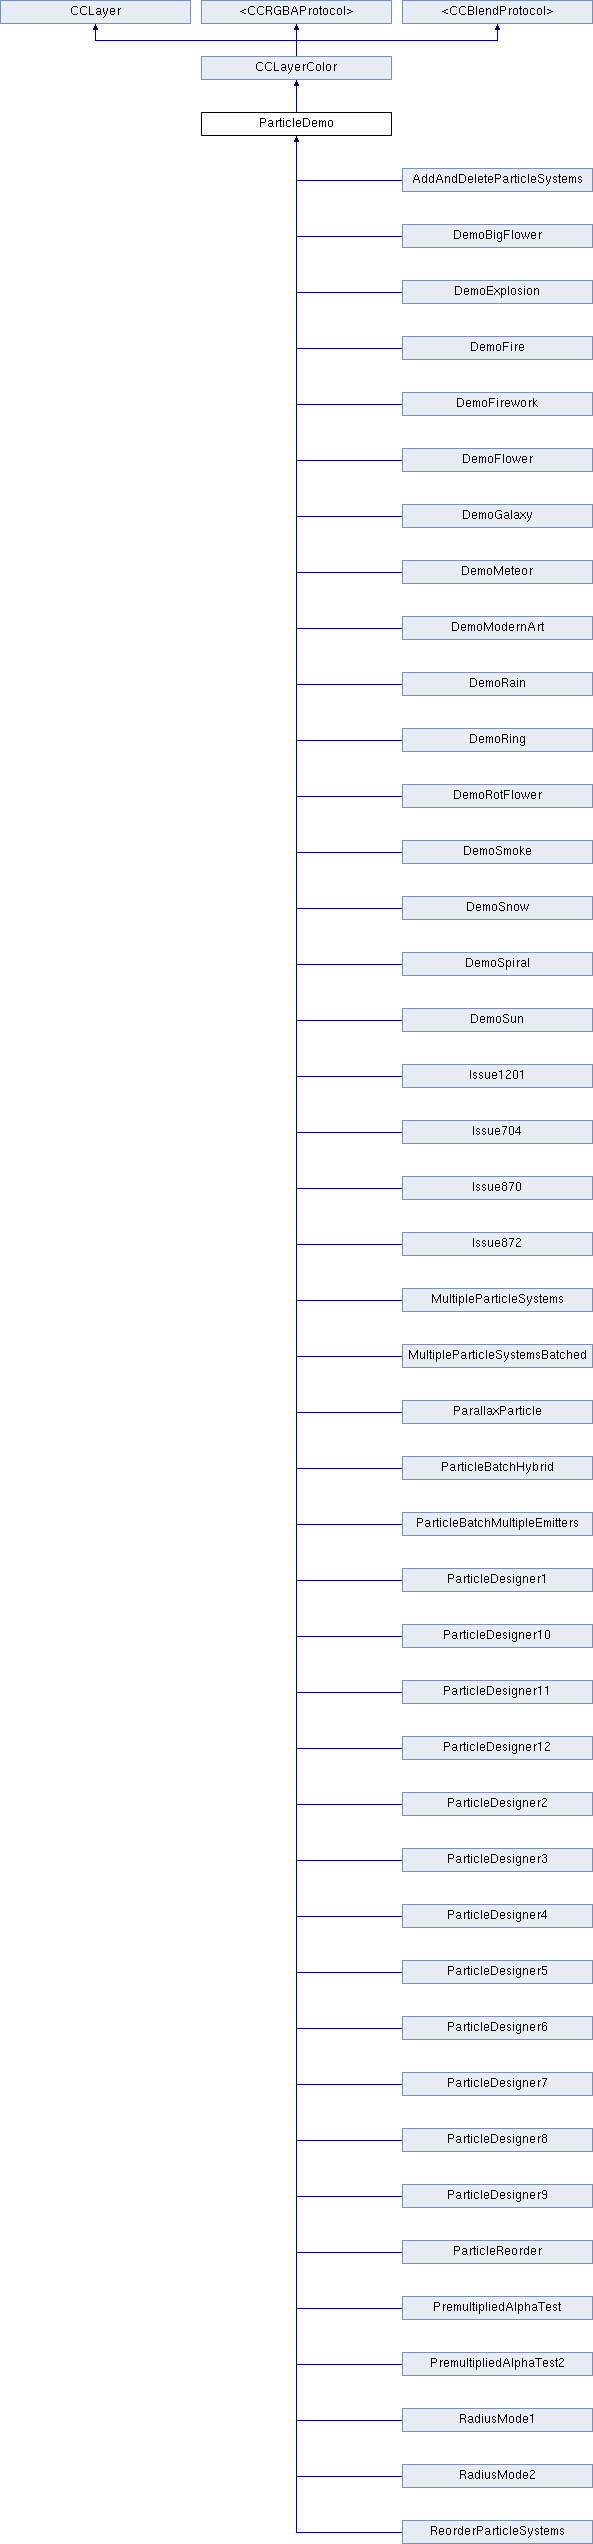 CCLayer
<CCRGBAProtocol>
<CCBlendProtocol>
CCLayerColor
ParticleDemo
AddAndDeleteParticleSystems
DemoBigFlower
DemoExplosion
DemoFire
DemoFirework
DemoFlower
DemoGalaxy
DemoMeteor
DemoModernArt
DemoRain
DemoRing
DemoRotFlower
DemoSmoke
DemoSnow
DemoSpiral
DemoSun
Issue1201
Issue704
Issue870
Issue872
MultipleParticleSystems
MultipleParticleSystemsBatched
ParallaxParticle
ParticleBatchHybrid
ParticleBatchMultipleEmitters
ParticleDesigner1
ParticleDesigner10
ParticleDesigner11
ParticleDesigner12
ParticleDesigner2
ParticleDesigner3
ParticleDesigner4
ParticleDesigner5
ParticleDesigner6
ParticleDesigner7
ParticleDesigner8
ParticleDesigner9
ParticleReorder
PremultipliedAlphaTest
PremultipliedAlphaTest2
RadiusMode1
RadiusMode2
ReorderParticleSystems